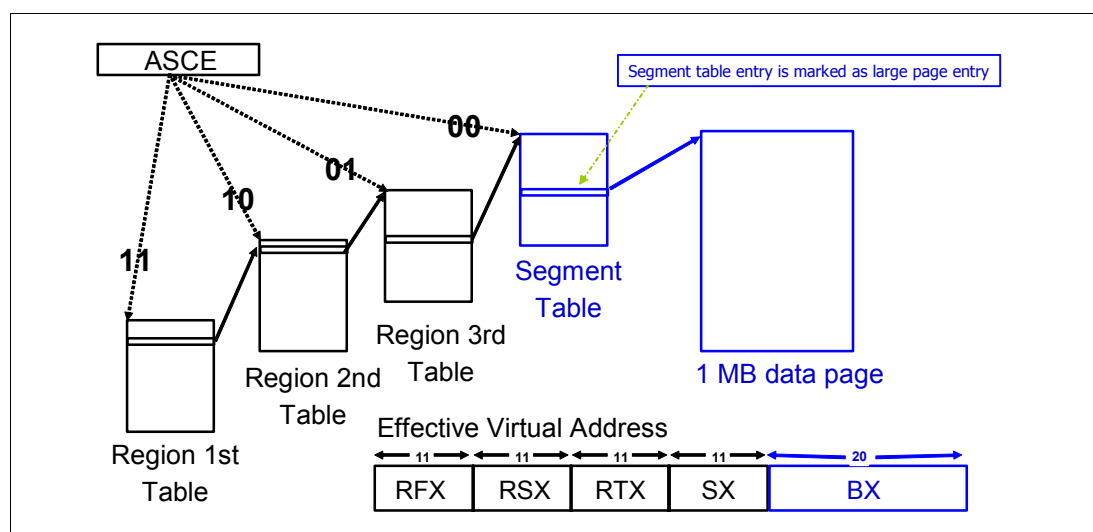 ASCE
Segment table entry is marked as large page entry
00
01
10
11
Segment
Table
Region 3rd
Table
1 MB data page
Region 2nd
Table
Effective Virtual Address
Region 1st
Table
11 11 11 11 20
RFX RSX RTX SX BX